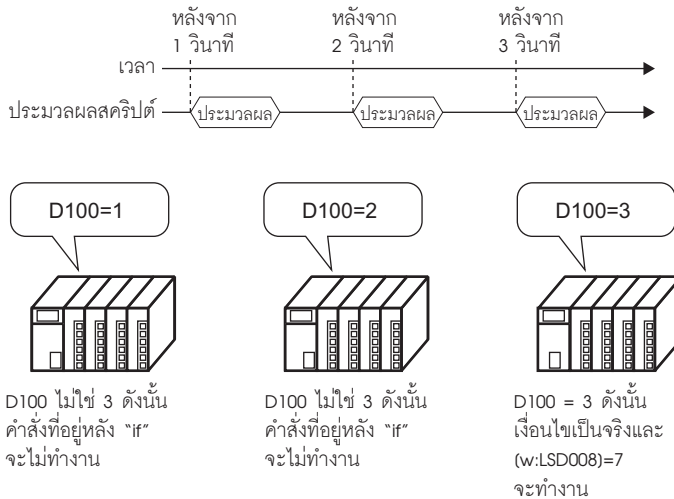 หลังจาก หลังจาก หลังจาก
1 วินาที 2 วินาที 3 วินาที
เวลา
ประมวลผลสคริปต์ ประมวลผล ประมวลผล ประมวลผล
D100=1 D100=2 D100=3
D100 ไม่ใช่ 3 ดังนั้น
คำสั่งที่อยู่หลัง “if”
จะไม่ทำงาน
D100 ไม่ใช่ 3 ดังนั้น
คำสั่งที่อยู่หลัง “if”
จะไม่ทำงาน
D100 = 3 ดังนั้น
เงื่อนไขเป็นจริงและ
(w:LSD008)=7
จะทำงาน